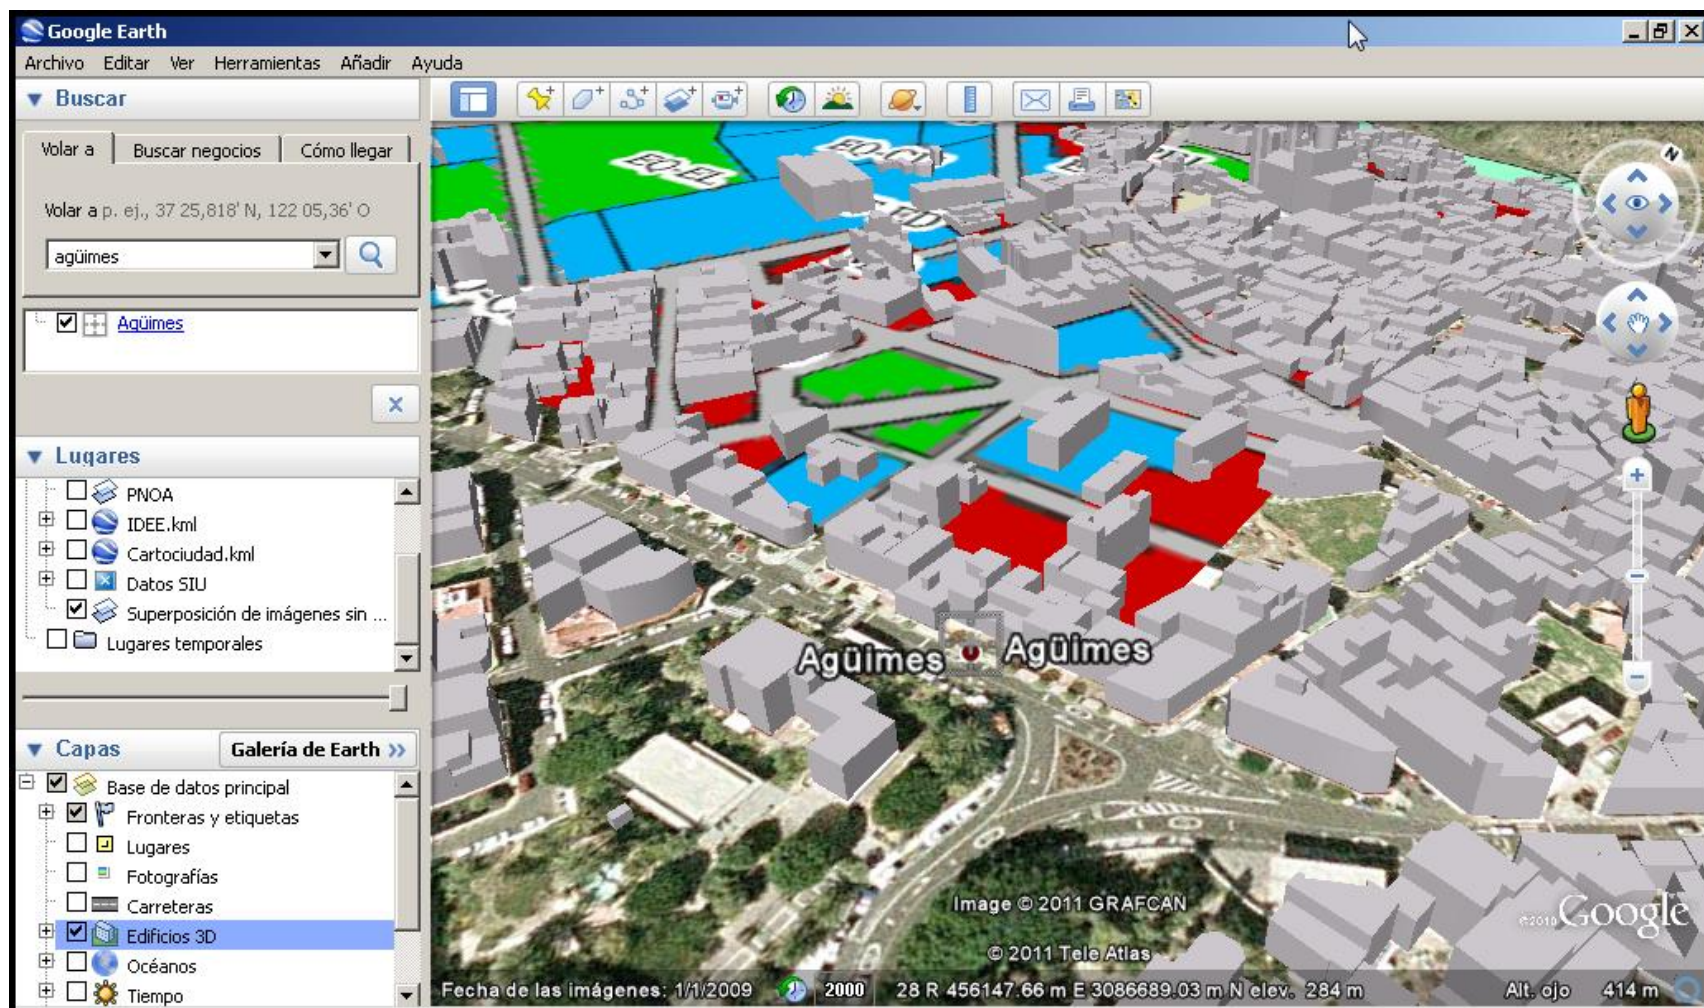 Google Earth
Archivo Editar Ver Herramientas Añadir Ayuda
Buscar
Volar a Buscar negocios Cómo llegar
Volar a p. ej., 37 25,818' N, 122 05,36' O
agüimes
Agüimes
Lugares
PNOA
IDEE.kml
Cartociudad.kml
Datos SIU
Superposición de imágenes sin ...
Lugares temporales
Capas
Galería de Earth >>
Base de datos principal
Fronteras y etiquetas
Lugares
Fotografías
Carreteras
Edificios 3D
Océanos
Tiempo
EQ-EL
N
Agüimes Agüimes
Image © 2011 GRAFCAN
© 2011 Tele Atlas
©2010 Google
Fecha de las imágenes: 1/1/2009 2000 28 R 456147.66 m E 3086689.03 m N elev. 284 m Alt. ojo 414 m